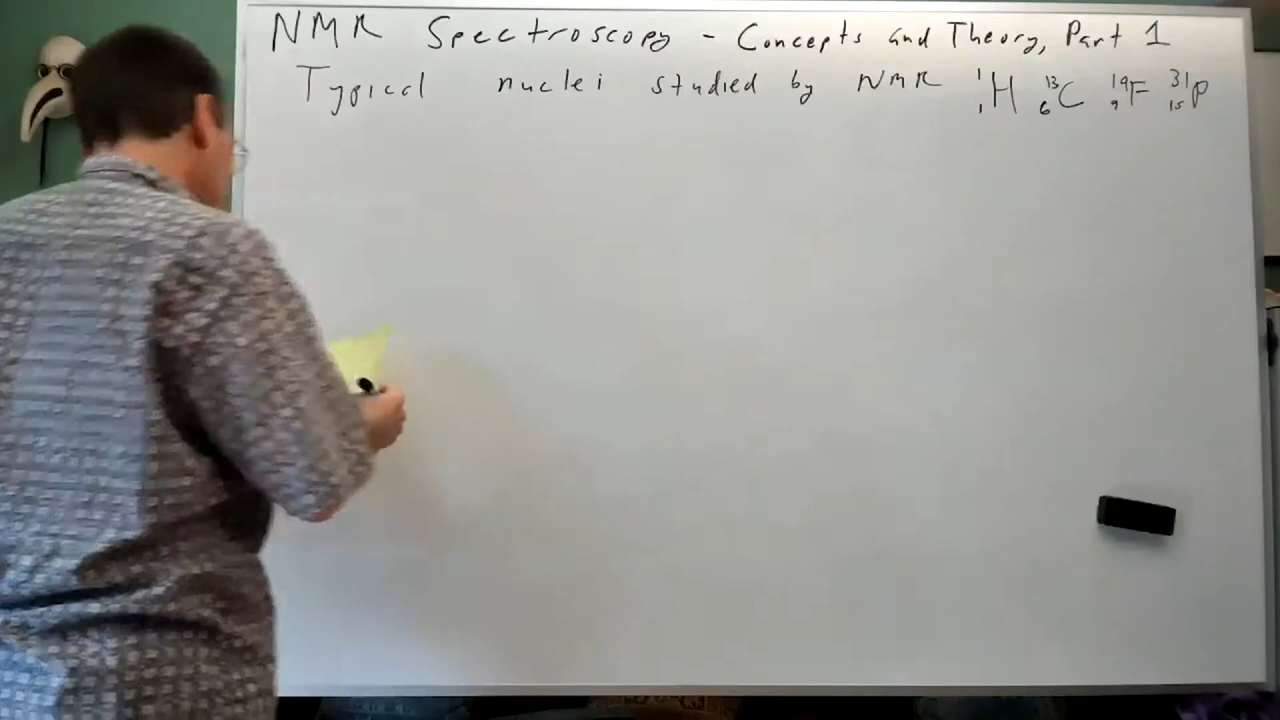 NMR Spectroscopy - Concepts and Theory, Part 1
Typical nuclei studied by NMR ¹₁H ¹³₆C ¹⁹₉F ³¹₁₅P